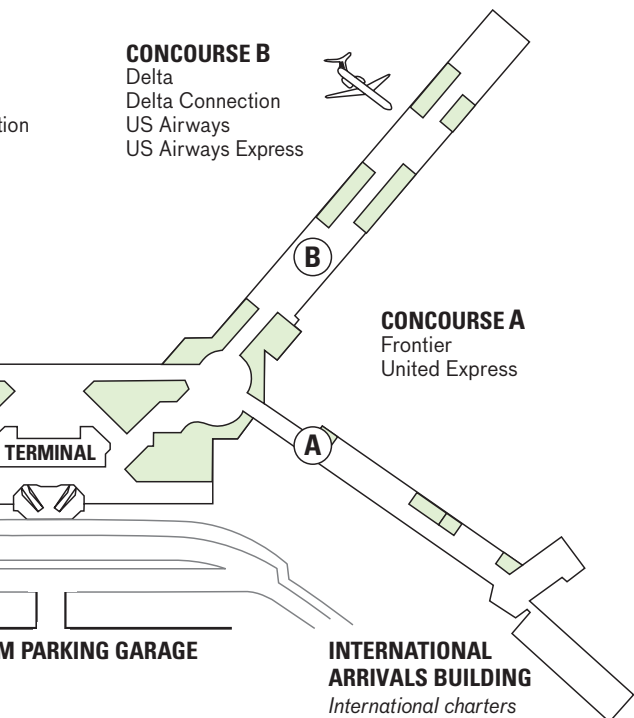 CONCOURSE B
Delta
Delta Connection
US Airways
US Airways Express
tion
B
CONCOURSE A
Frontier
United Express
A
TERMINAL
M PARKING GARAGE
INTERNATIONAL
ARRIVALS BUILDING
International charters